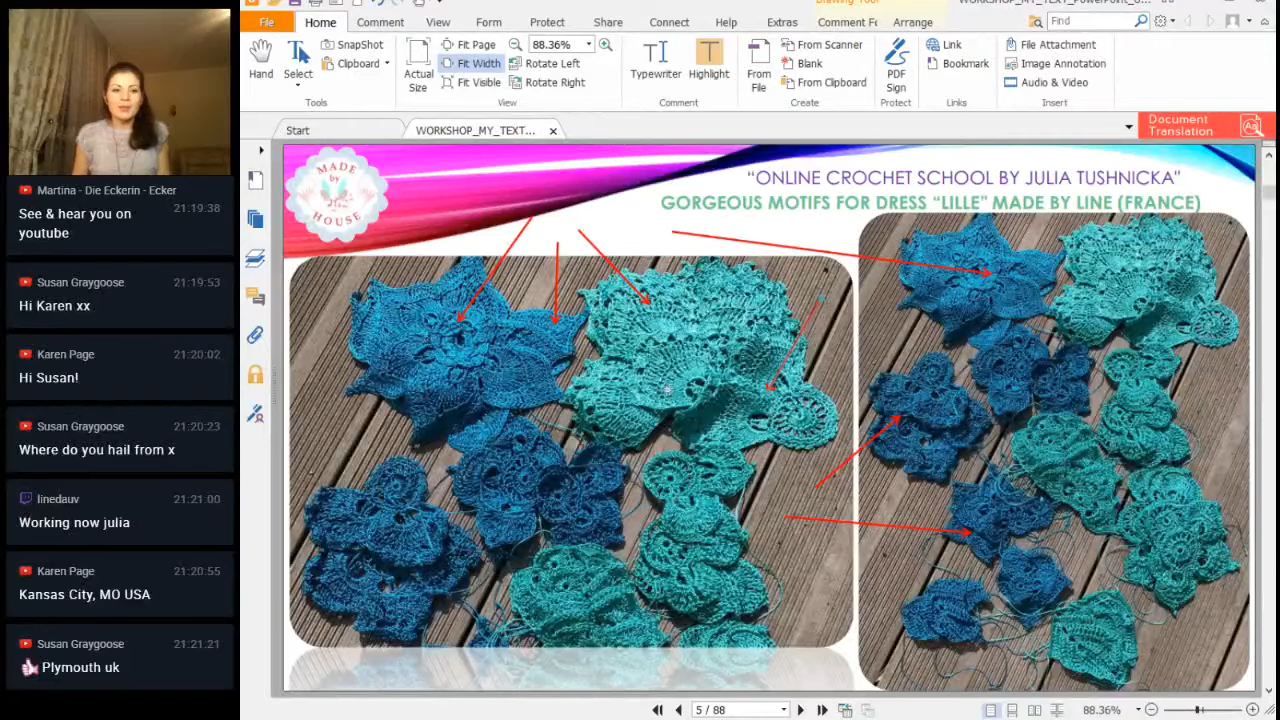 Martina - Die Eckerin - Ecker 21:19:38
See & hear you on
youtube
Susan Graygoose 21:19:53
Hi Karen xx
Karen Page 21:20:02
Hi Susan!
Susan Graygoose 21:20:23
Where do you hail from x
linedauv 21:21:00
Working now julia
Karen Page 21:20:55
Kansas City, MO USA
Susan Graygoose 21:21:21
Plymouth uk
File Home Comment View Form Protect Share Connect Help Extras Comment Arrange Find
Hand
Select
SnapShot
Clipboard
Tools
Actual
Size
Fit Page
Fit Width
Fit Visible
88.36%
Rotate Left
Rotate Right
View
Typewriter
Highlight
Comment
From
File
From Scanner
Blank
From Clipboard
Create
PDF
Sign
Protect
Link
Bookmark
Links
File Attachment
Image Annotation
Audio & Video
Insert
Start
WORKSHOP_MY_TEXT...
Document
Translation
MADE
by
HOUSE
“ONLINE CROCHET SCHOOL BY JULIA TUSHNICKA”
GORGEOUS MOTIFS FOR DRESS “LILLE” MADE BY LINE (FRANCE)
5 / 88
88.36%